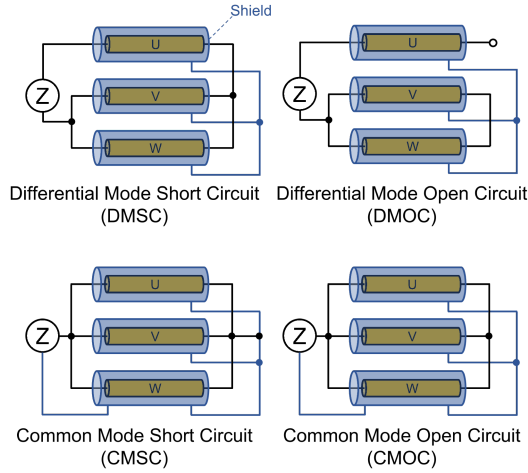 Shield
U
U
Z
V
Z
V
W
W
Differential Mode Short Circuit
(DMSC)
Differential Mode Open Circuit
(DMOC)
U
U
Z
V
Z
V
W
W
Common Mode Short Circuit
(CMSC)
Common Mode Open Circuit
(CMOC)